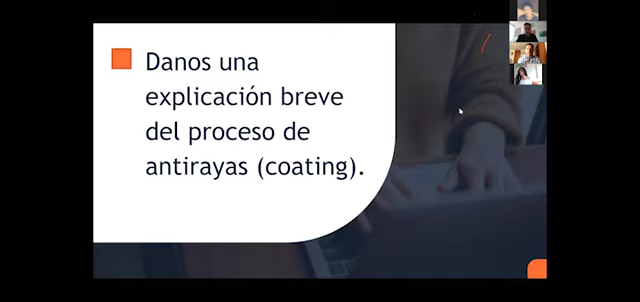 Danos una
explicación breve
del proceso de
antirayas (coating).